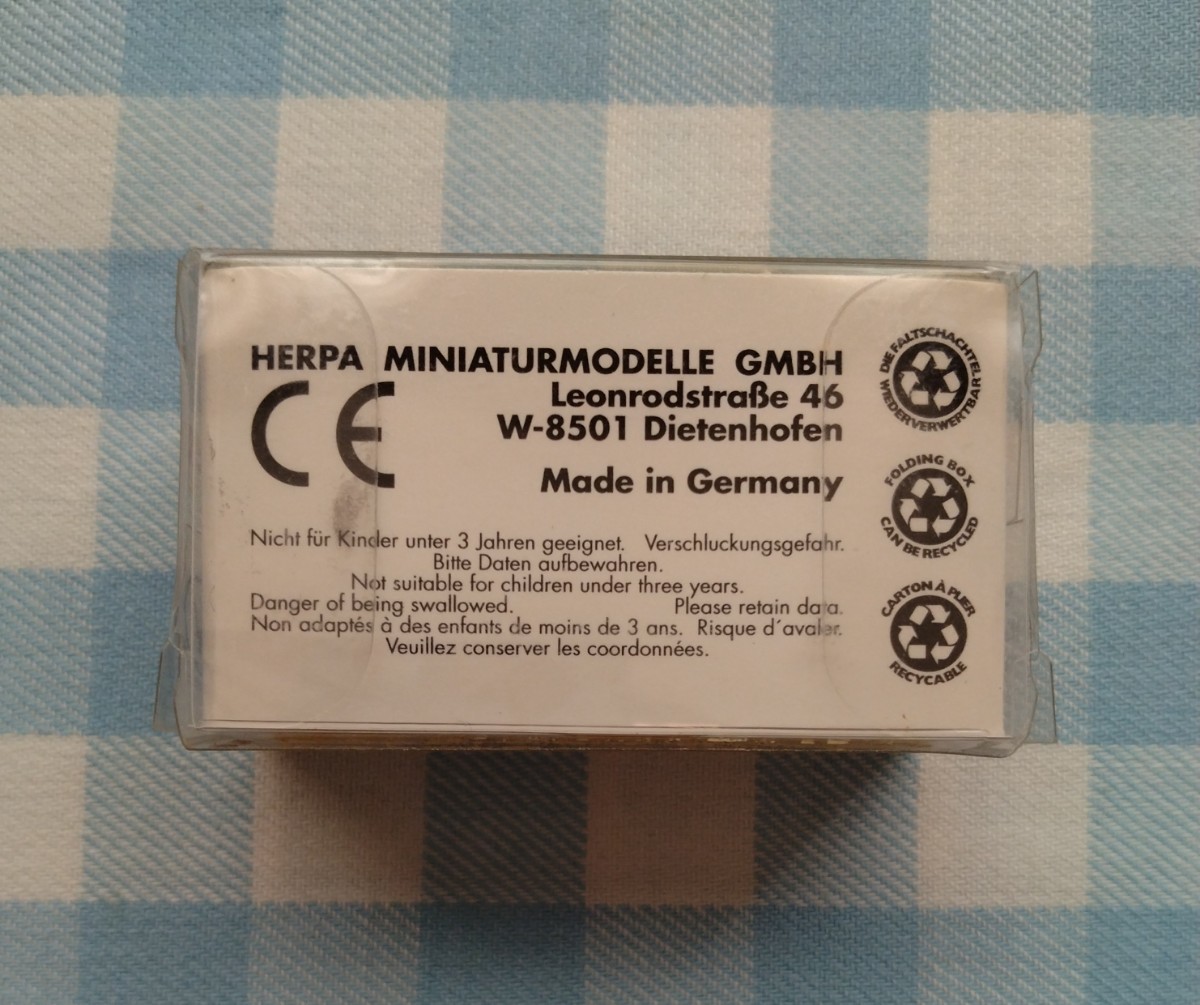 HERPA MINIATURMODELLE GMBH
CE
Leonrodstraße 46
W-8501 Dietenhofen
Made in Germany
Nicht für Kinder unter 3 Jahren geeignet. Verschluckungsgefahr.
Bitte Daten aufbewahren.
Not suitable for children under three years.
Danger of being swallowed. Please retain data.
Non adaptés à des enfants de moins de 3 ans. Risque d´avaler.
Veuillez conserver les coordonnées.
DIE FALTSCHACHTEL
WIEDERVERWERTBAR
FOLDING BOX
CAN BE RECYCLED
CARTON À PLIER
RECYCABLE